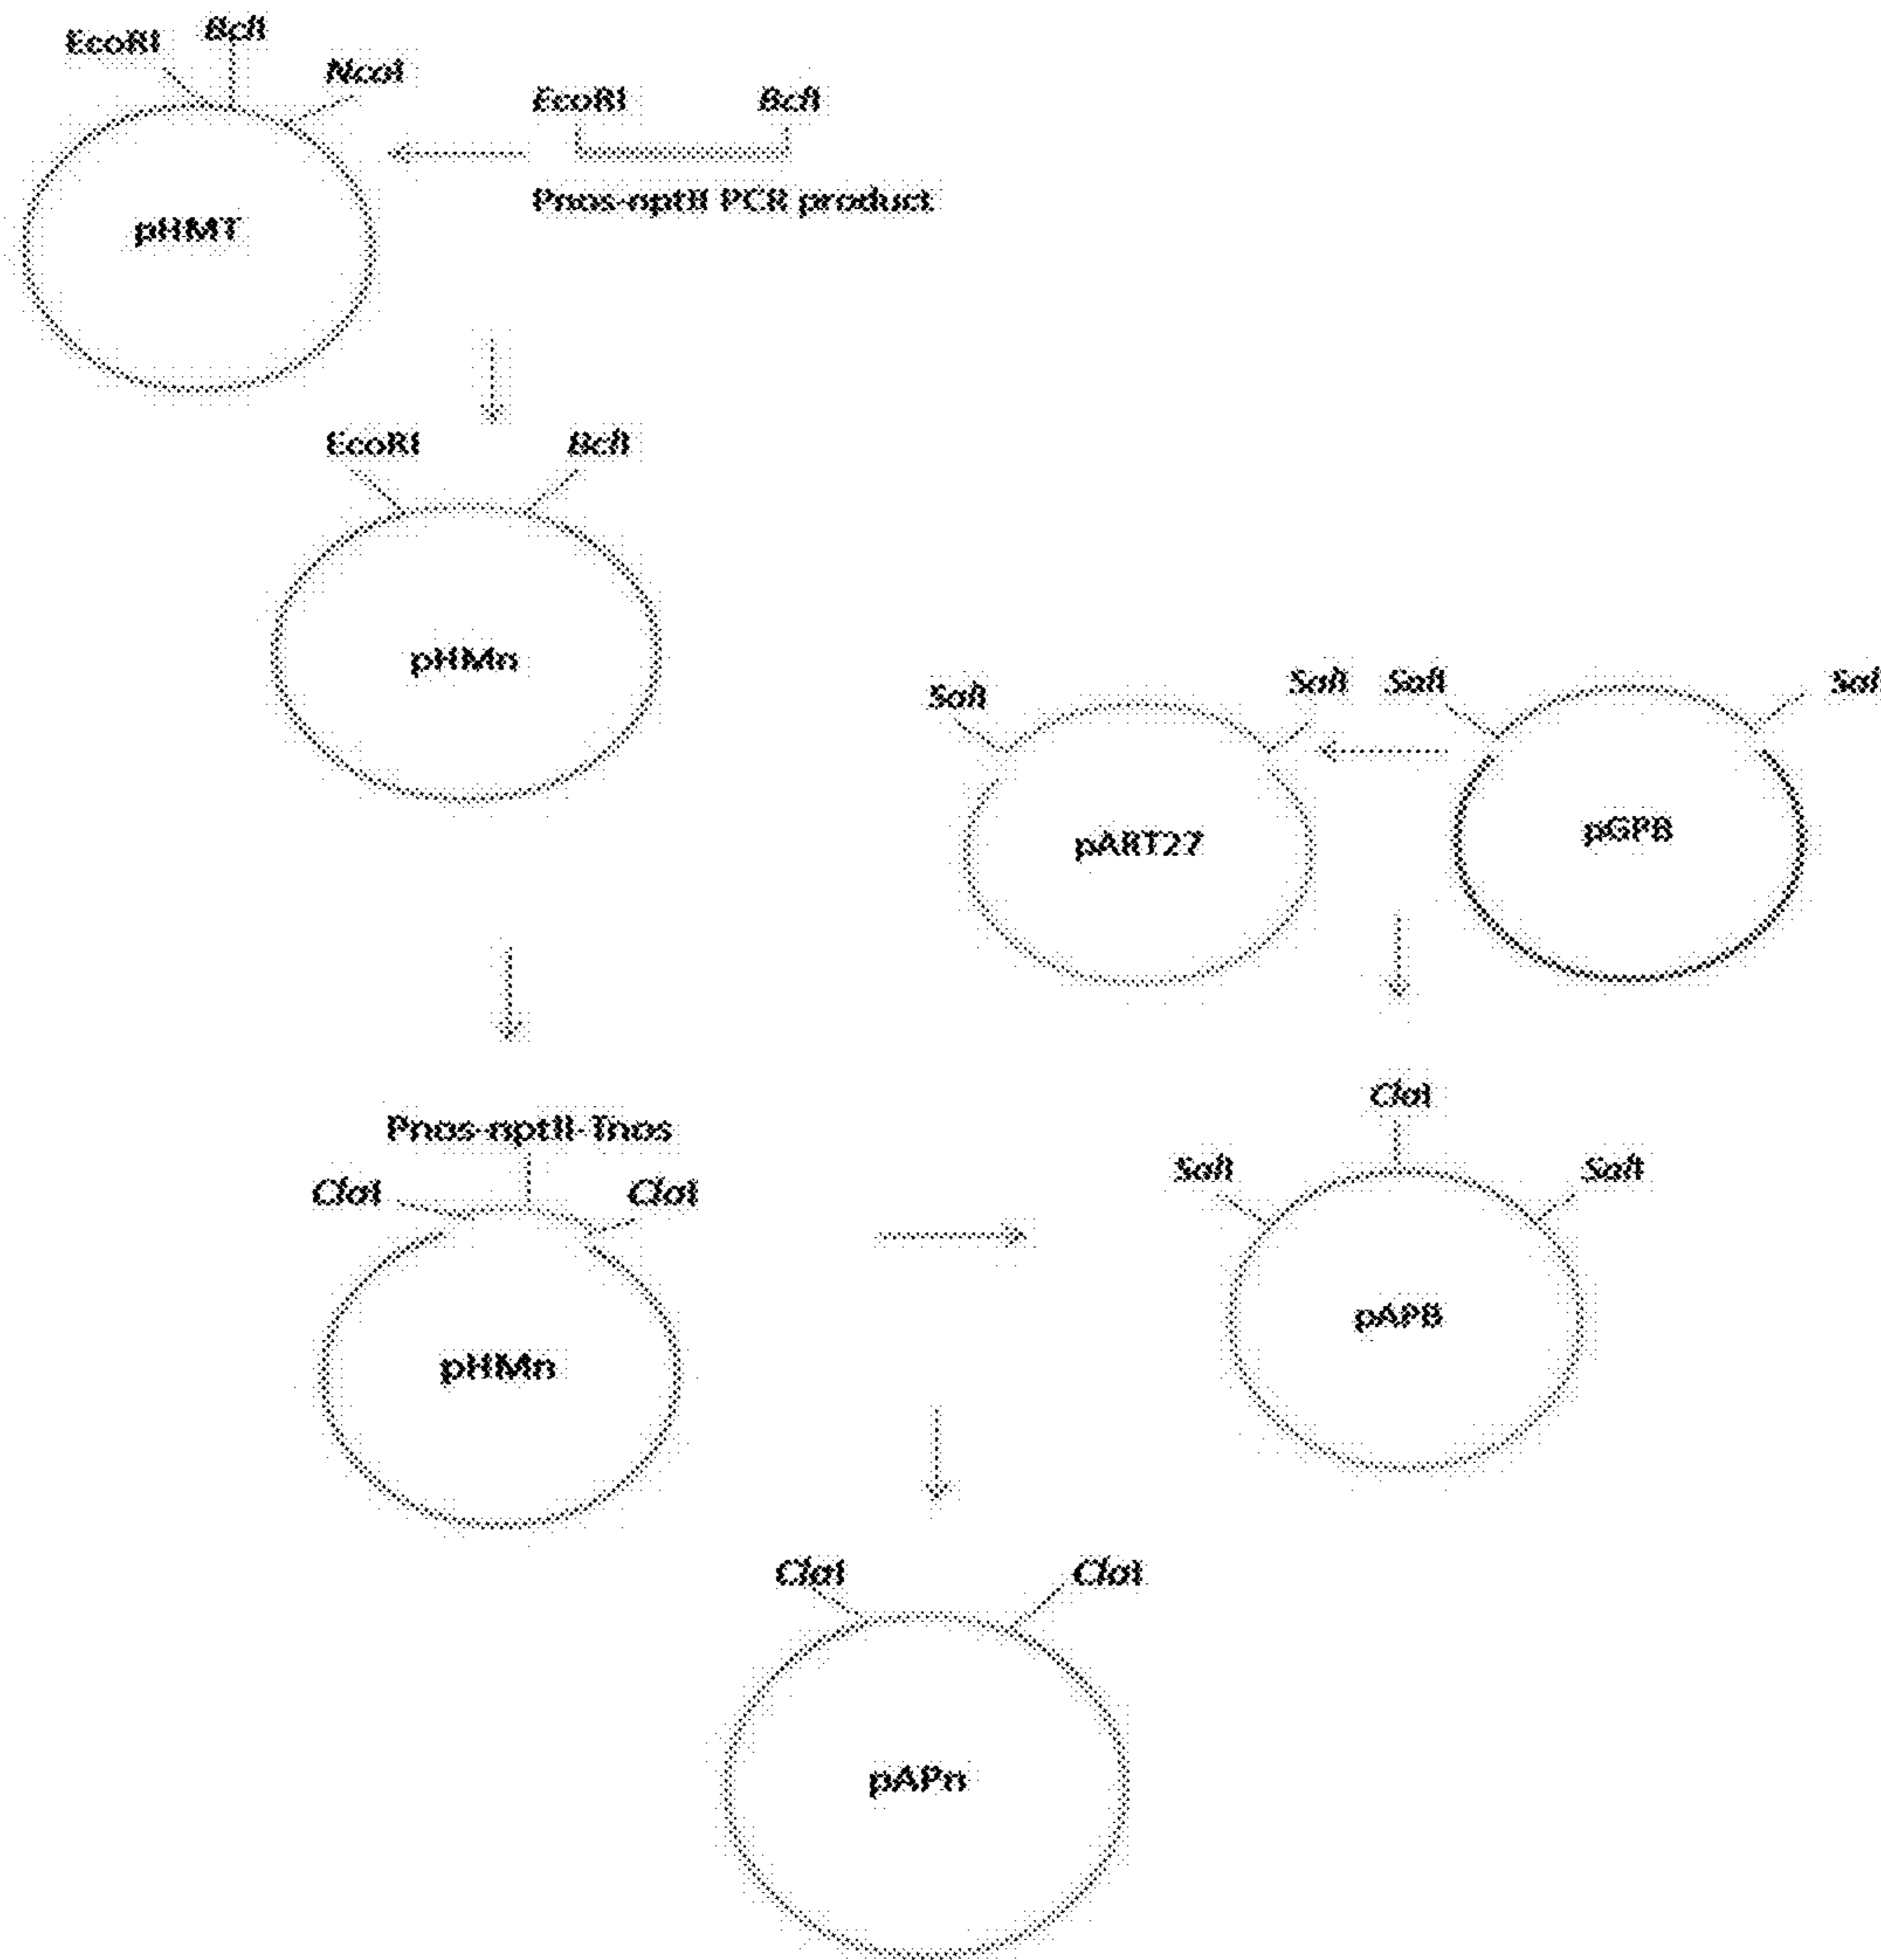 EcoRI
BclI
NcoI
EcoRI
BclI
pHMT
Pnos-nptII PCR product
EcoRI
BclI
pHMn
SalI
SalI
SalI
SalI
pART27
pGPB
ClaI
Pnos-nptII-Tnos
SalI
SalI
ClaI
ClaI
pAPB
pHMn
ClaI
ClaI
pAPn